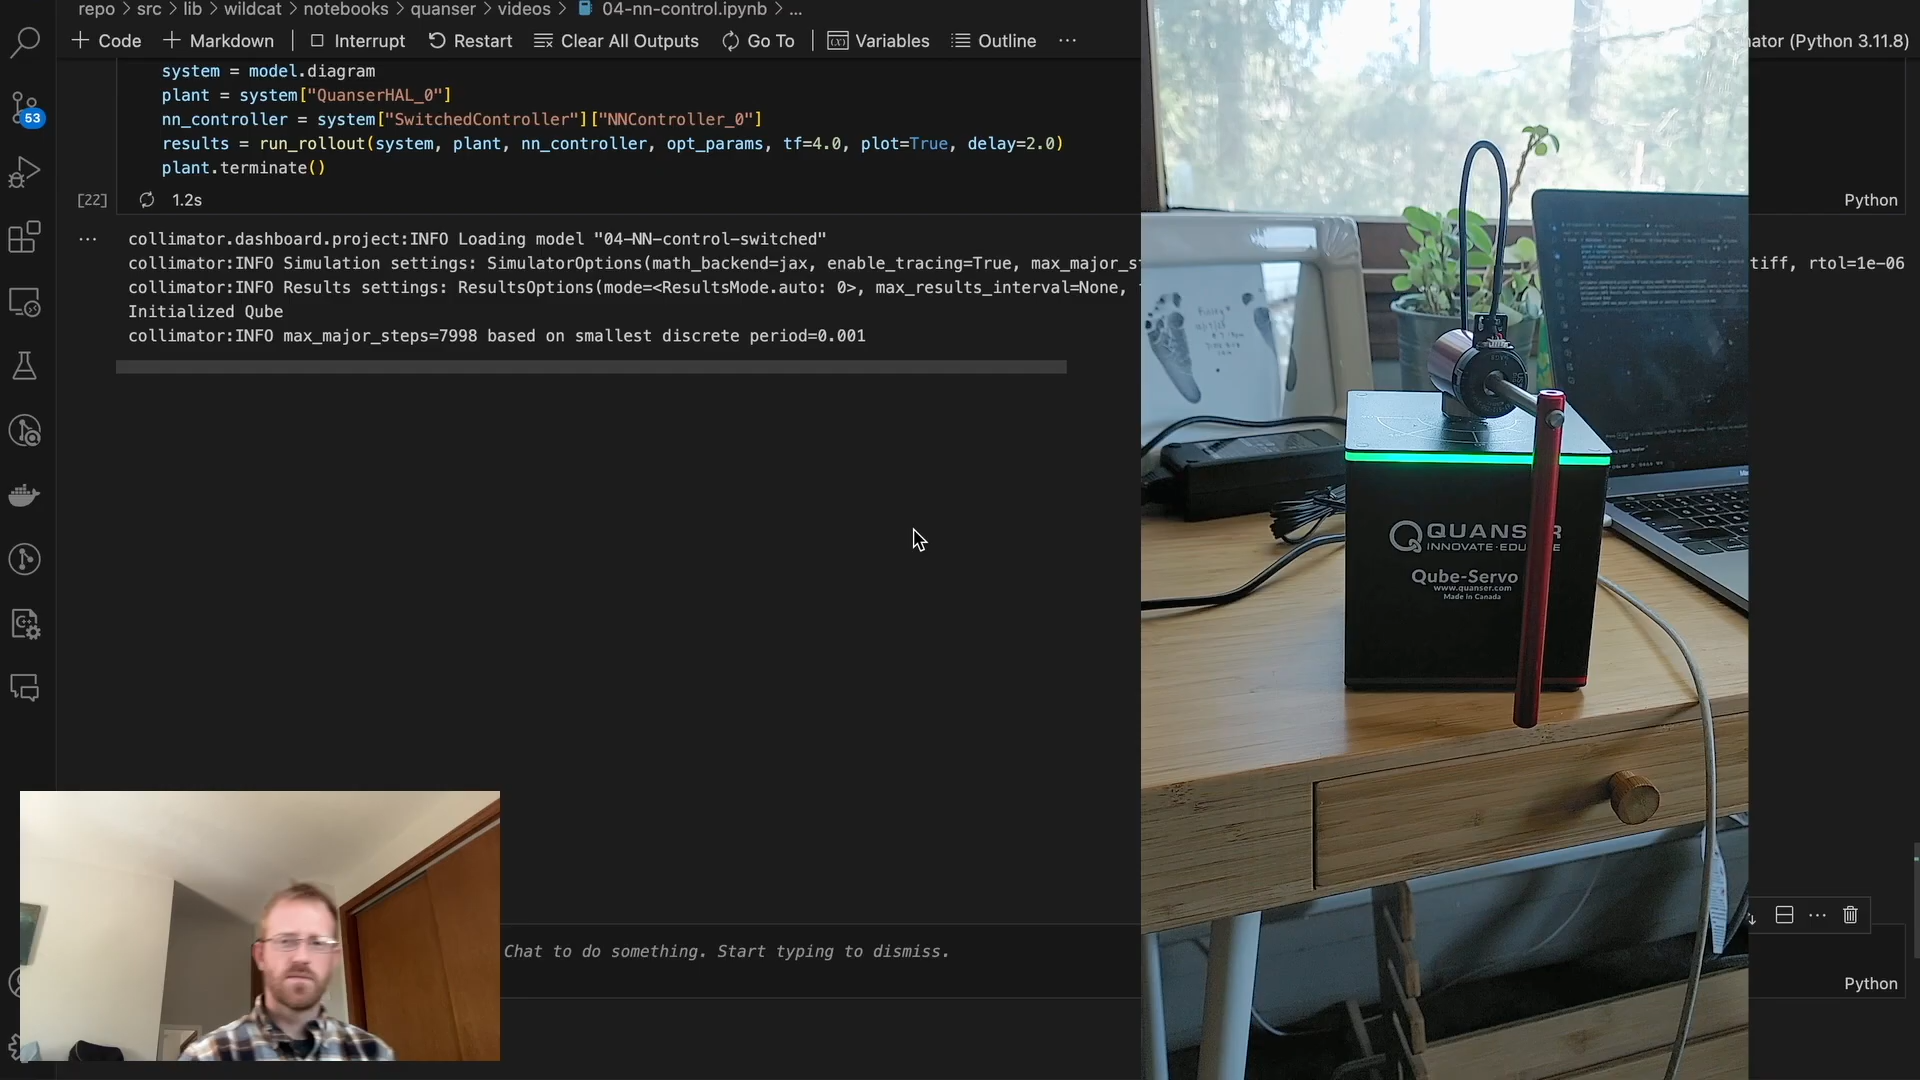 repo > src > lib > wildcat > notebooks > quanser > videos > 04-nn-control.ipynb > ...
Code Markdown Interrupt Restart Clear All Outputs Go To Variables Outline ...
ator (Python 3.11.8)
53
system = model.diagram
plant = system["QuanserHAL_0"]
nn_controller = system["SwitchedController"]["NNController_0"]
results = run_rollout(system, plant, nn_controller, opt_params, tf=4.0, plot=True, delay=2.0)
plant.terminate()
[22] 1.2s
Python
collimator.dashboard.project:INFO Loading model "04-NN-control-switched"
collimator:INFO Simulation settings: SimulatorOptions(math_backend=jax, enable_tracing=True, max_major_st
tiff, rtol=1e-06
collimator:INFO Results settings: ResultsOptions(mode=<ResultsMode.auto: 0>, max_results_interval=None,
Initialized Qube
collimator:INFO max_major_steps=7998 based on smallest discrete period=0.001
QUANSER
INNOVATE·EDU E
Qube-Servo
www.quanser.com
Made in Canada
Chat to do something. Start typing to dismiss.
Python